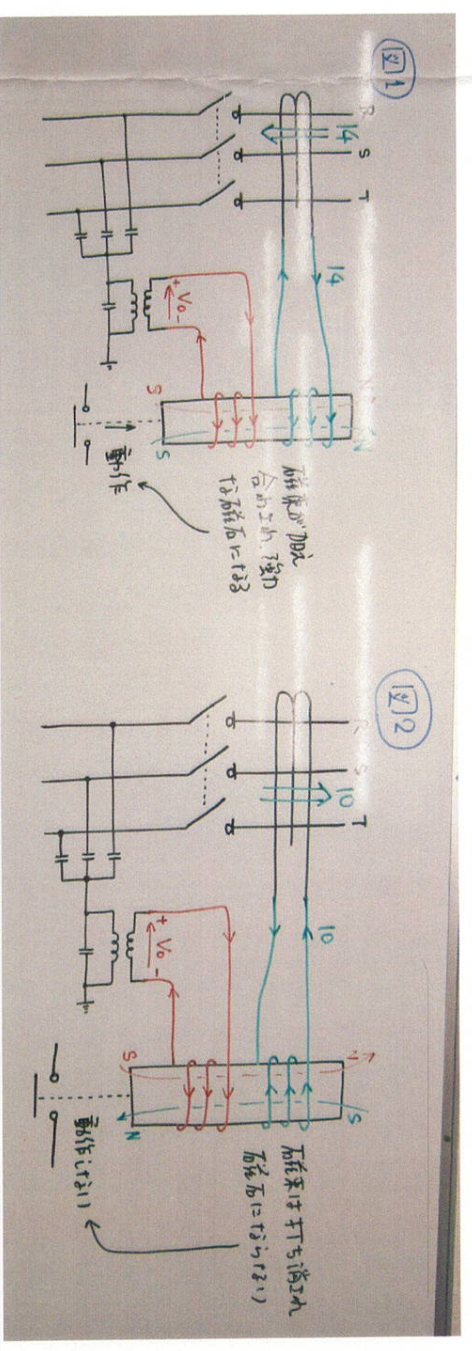 図1
R S T
I4
I4
+ V0 -
N
S
S
磁束が加え
合わされ、強力
な磁石になる
動作
図2
R S T
I0
I0
+ V0 -
S
S
N
磁束は打ち消され
磁石にならない
動作しない